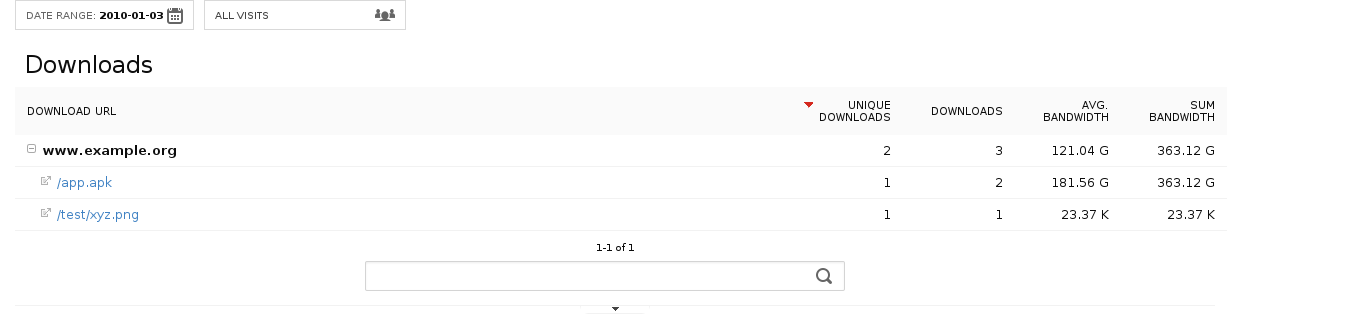 DATE RANGE: 2010-01-03 ALL VISITS
Downloads
DOWNLOAD URL UNIQUE DOWNLOADS DOWNLOADS AVG. BANDWIDTH SUM BANDWIDTH
www.example.org 2 3 121.04 G 363.12 G
/app.apk 1 2 181.56 G 363.12 G
/test/xyz.png 1 1 23.37 K 23.37 K
1-1 of 1